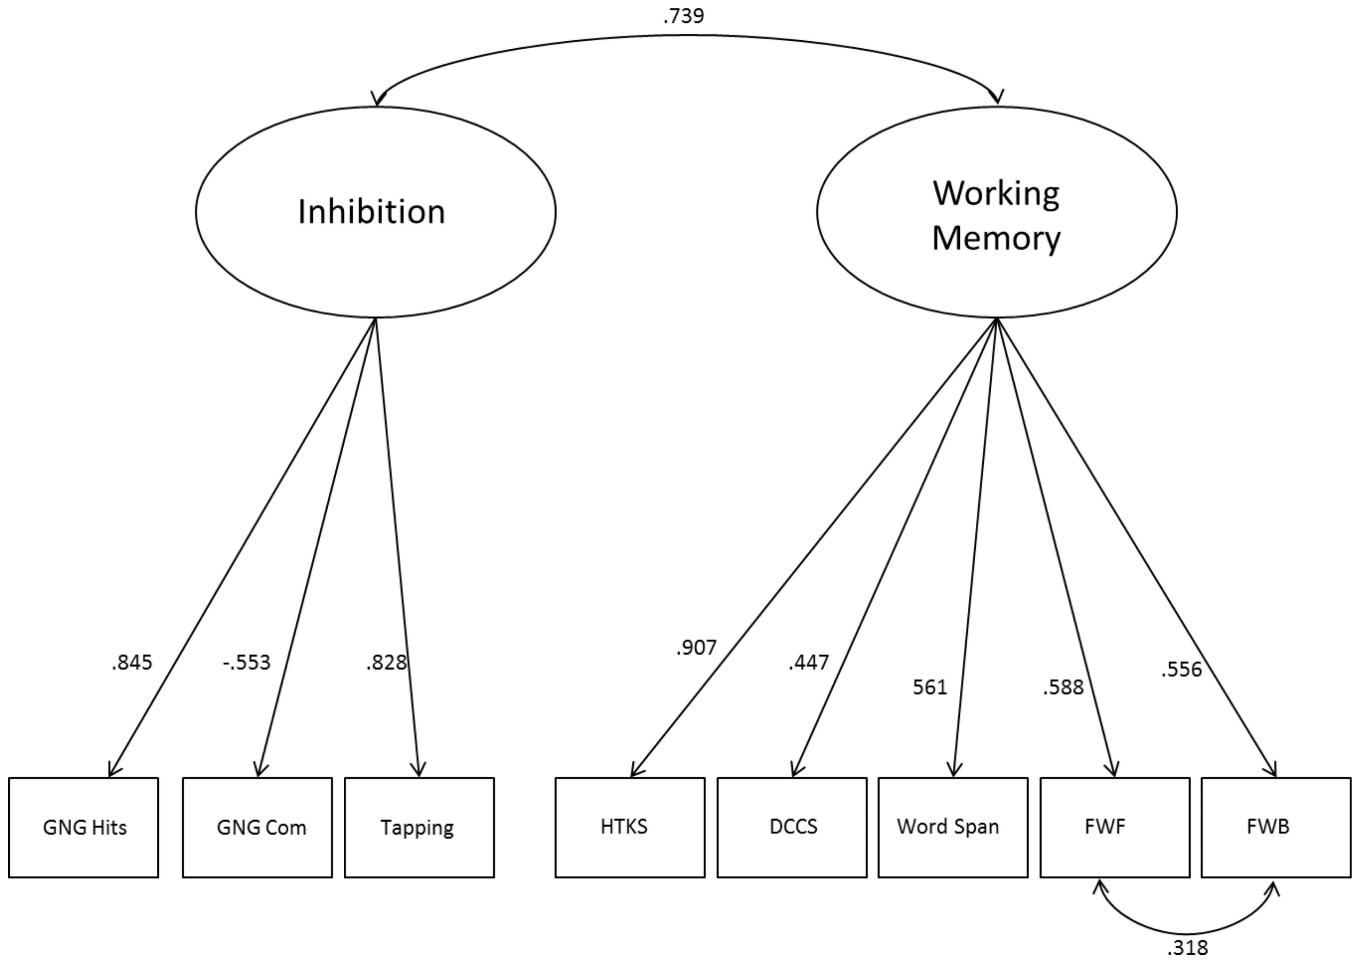 .739
Inhibition
Working
Memory
.845
-.553
.828
.907
.447
561
.588
.556
GNG Hits
GNG Com
Tapping
HTKS
DCCS
Word Span
FWF
FWB
.318